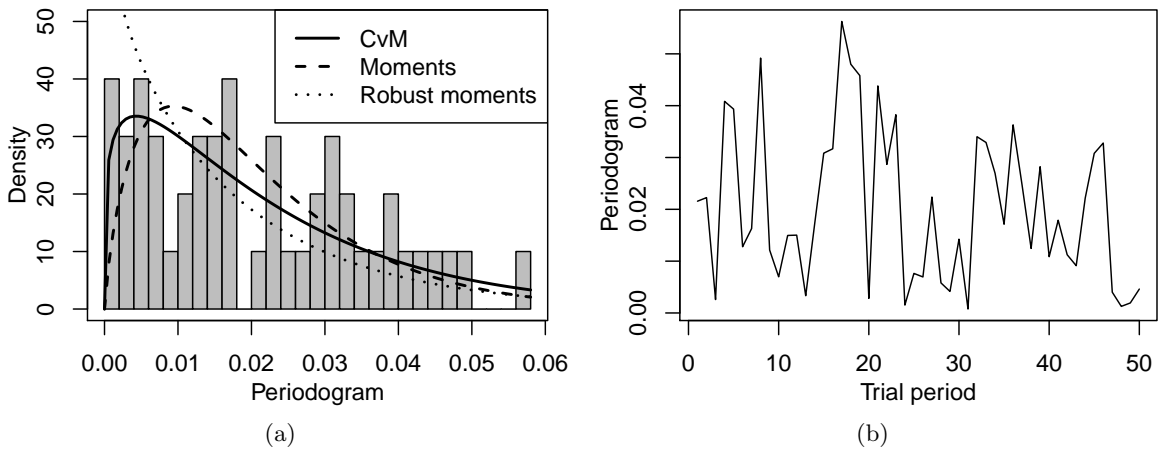 Density
0 10 20 30 40 50
CvM
Moments
Robust moments
0.00 0.01 0.02 0.03 0.04 0.05 0.06
Periodogram
(a)
Periodogram
0.00 0.02 0.04
0 10 20 30 40 50
Trial period
(b)